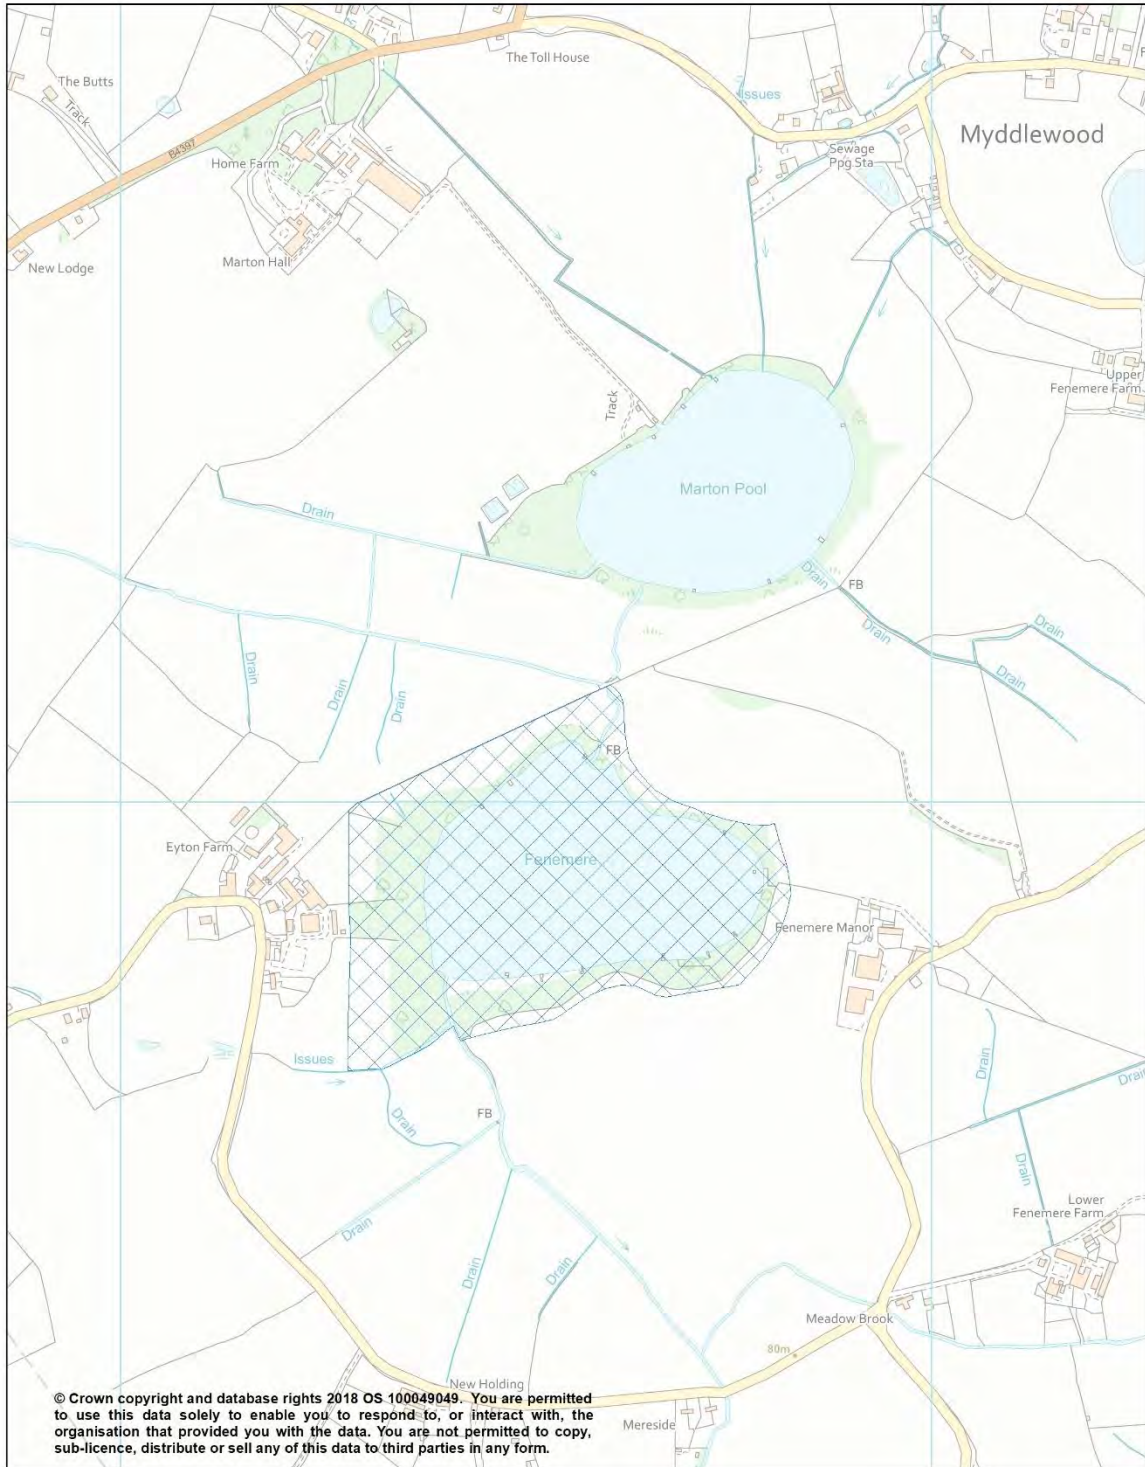 The Toll House
The Butts
Track
Issues
B4397
Myddlewood
Home Farm
Sewage
Ppg Sta
New Lodge
Marton Hall
Upper
Fenemere Farm
Track
Marton Pool
Drain
Drain
FB
Drain
Drain
Drain
Drain
Drain
Drain
FB
Eyton Farm
Fenemere
Fenemere Manor
Issues
Drain
FB
Drain
Drain
Drain
Lower
Fenemere Farm
Drain
Drain
Drain
Meadow Brook
80m
New Holding
Mereside
© Crown copyright and database rights 2018 OS 100049049. You are permitted
to use this data solely to enable you to respond to, or interact with, the
organisation that provided you with the data. You are not permitted to copy,
sub-licence, distribute or sell any of this data to third parties in any form.